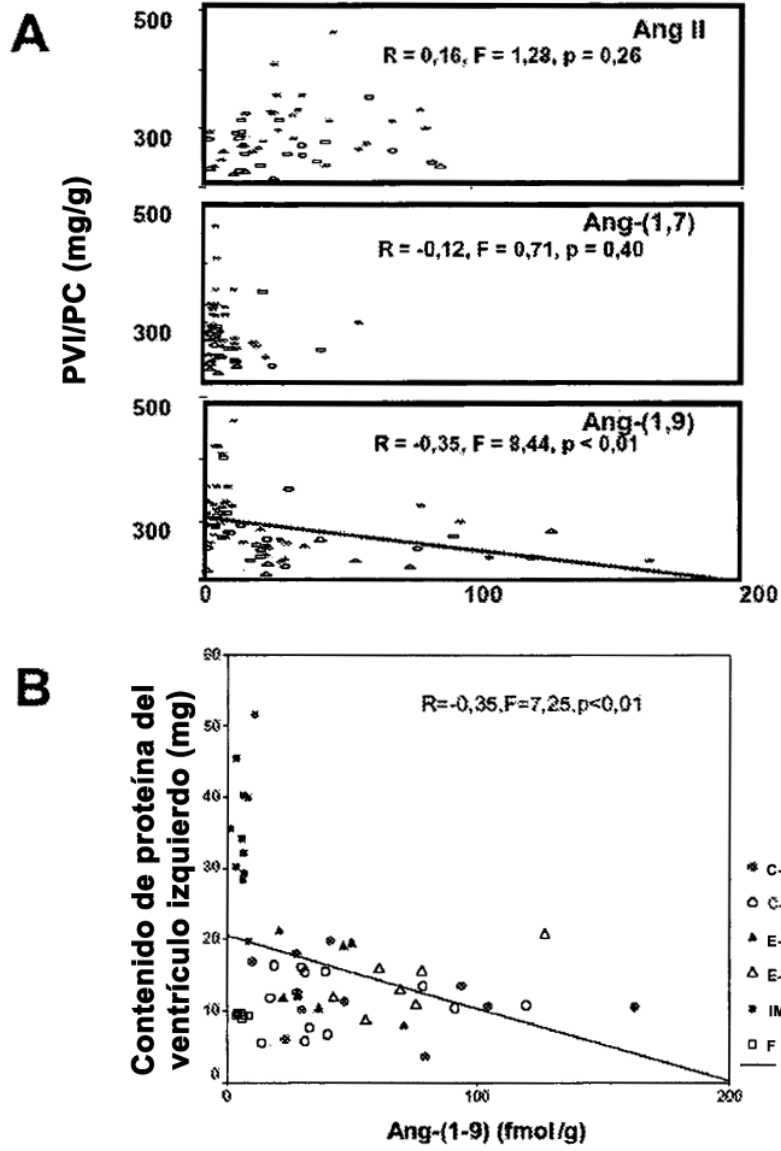 A
500
Ang II
R = 0,16, F = 1,28, p = 0,26
300
500
Ang-(1,7)
R = -0,12, F = 0,71, p = 0,40
PVI/PC (mg/g)
300
500
Ang-(1,9)
R = -0,35, F = 8,44, p < 0,01
300
0 100 200
B
Contenido de proteína del
ventrículo izquierdo (mg)
60
R=-0,35,F=7,25,p<0,01
50
40
30
20
10
0
C-
C-
E-
E-
IM
F
0 100 200
Ang-(1-9) (fmol/g)